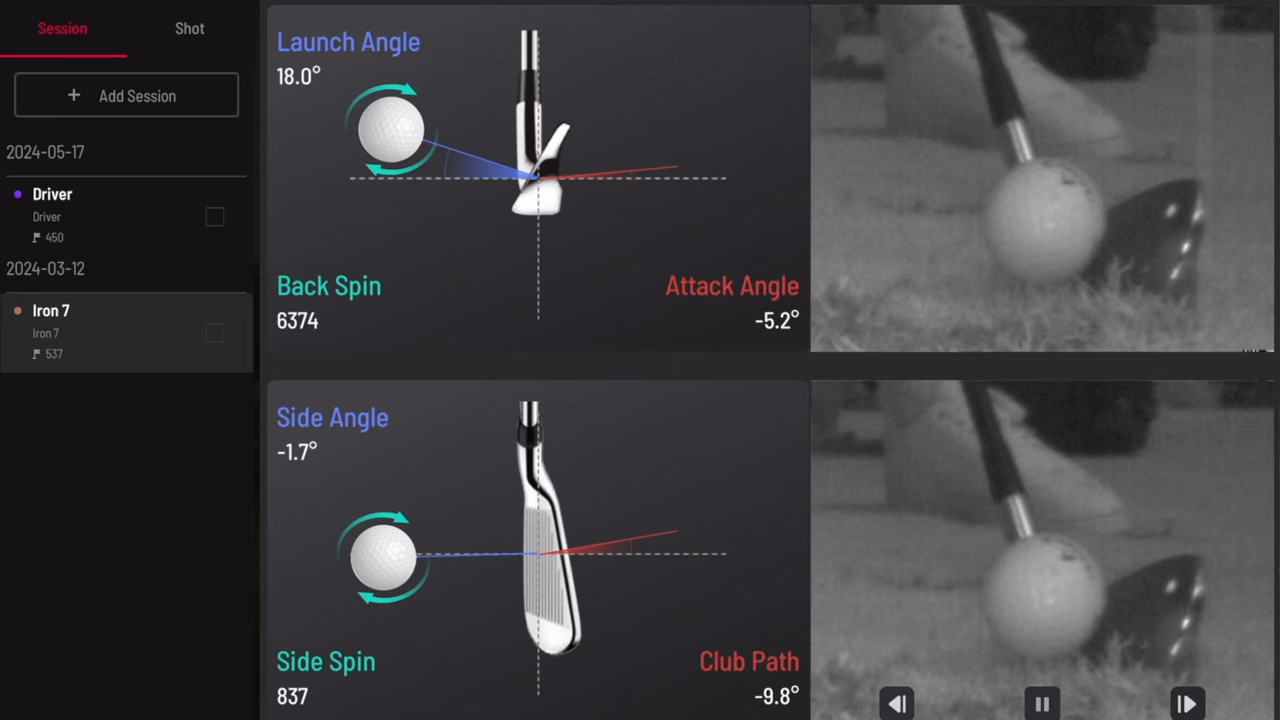 Session
Shot
+ Add Session
2024-05-17
Driver
Driver
450
2024-03-12
Iron 7
Iron 7
537
Launch Angle
18.0°
Back Spin
6374
Attack Angle
-5.2°
Side Angle
-1.7°
Side Spin
837
Club Path
-9.8°